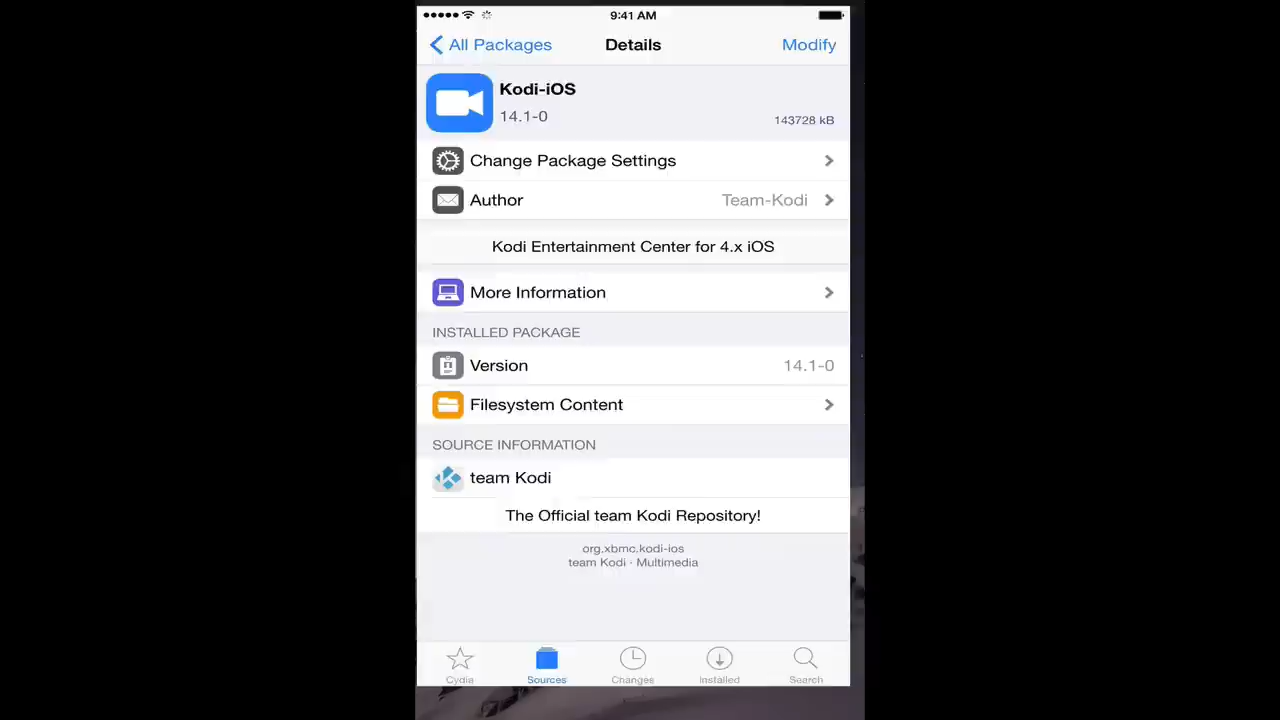 9:41 AM
All Packages
Details
Modify
Kodi-iOS
14.1-0
143728 kB
Change Package Settings
Author
Team-Kodi
Kodi Entertainment Center for 4.x iOS
More Information
INSTALLED PACKAGE
Version
14.1-0
Filesystem Content
SOURCE INFORMATION
team Kodi
The Official team Kodi Repository!
org.xbmc.kodi-ios
team Kodi · Multimedia
Cydia
Sources
Changes
Installed
Search